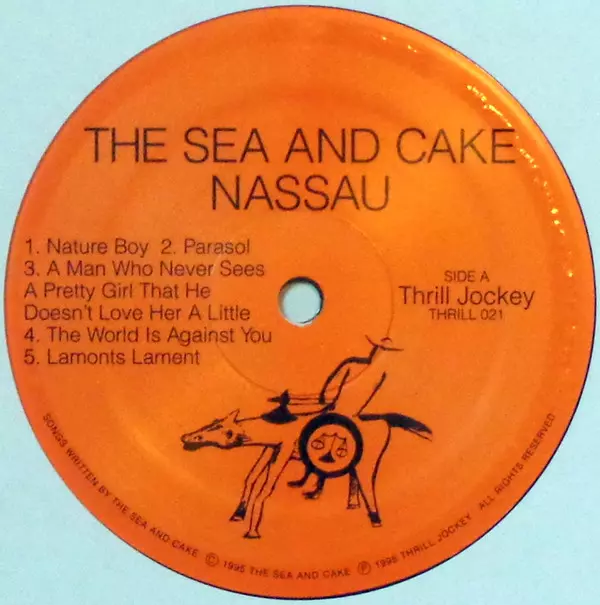 THE SEA AND CAKE
NASSAU
1. Nature Boy 2. Parasol
3. A Man Who Never Sees
A Pretty Girl That He
Doesn't Love Her A Little
4. The World Is Against You
5. Lamonts Lament
SIDE A
Thrill Jockey
THRILL 021
SONGS WRITTEN BY THE SEA AND CAKE Ⓒ 1995 THE SEA AND CAKE Ⓟ 1995 THRILL JOCKEY ALL RIGHTS RESERVED